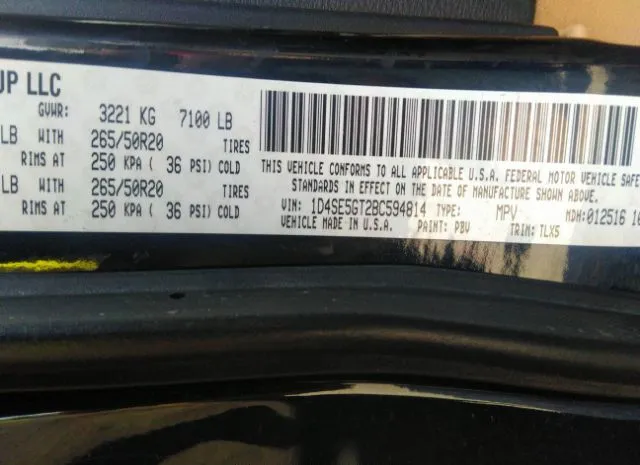 UP LLC
GVWR: 3221 KG 7100 LB
LB WITH 265/50R20 TIRES
RIMS AT 250 KPA ( 36 PSI) COLD
LB WITH 265/50R20 TIRES
RIMS AT 250 KPA ( 36 PSI) COLD
THIS VEHICLE CONFORMS TO ALL APPLICABLE U.S.A. FEDERAL MOTOR VEHICLE SAFE
STANDARDS IN EFFECT ON THE DATE OF MANUFACTURE SHOWN ABOVE.
VIN: 1D4SE5GT2BC594814 TYPE: MPV MDH: 012516
VEHICLE MADE IN U.S.A. PAINT: PBV TRIM: TLX5